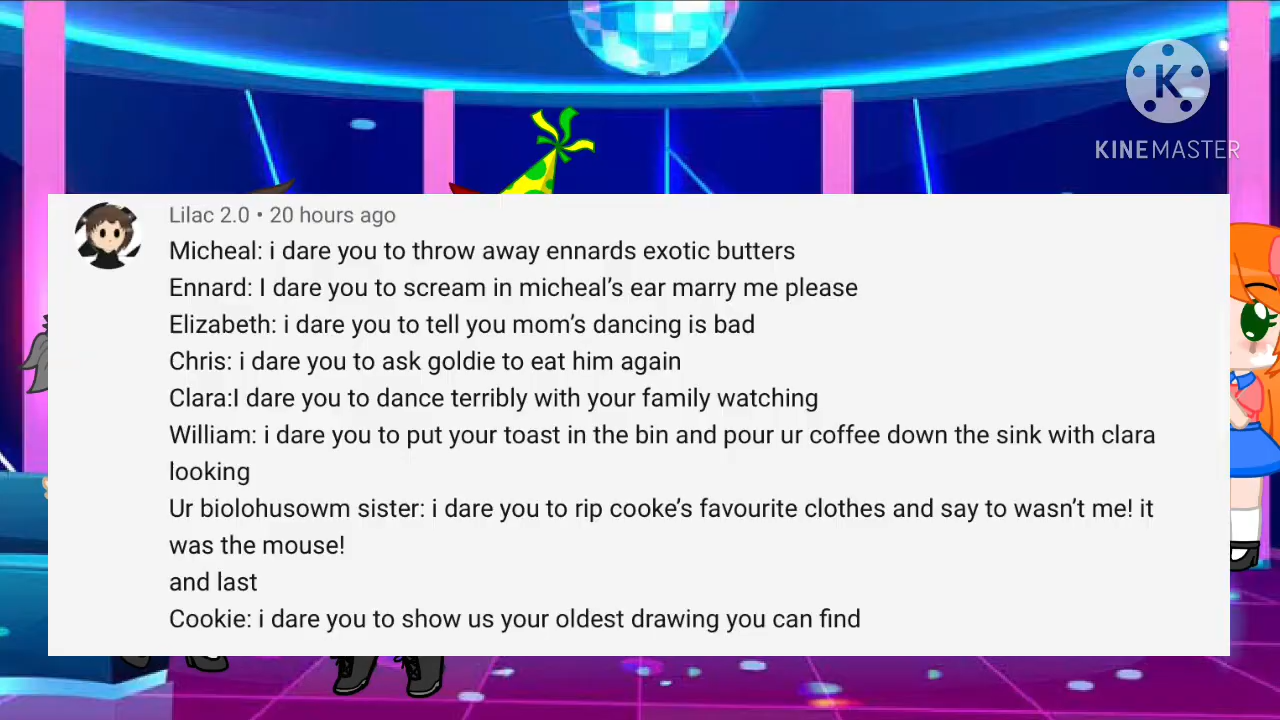 K
KINEMASTER
Lilac 2.0 • 20 hours ago
Micheal: i dare you to throw away ennards exotic butters
Ennard: I dare you to scream in micheal’s ear marry me please
Elizabeth: i dare you to tell you mom’s dancing is bad
Chris: i dare you to ask goldie to eat him again
Clara:I dare you to dance terribly with your family watching
William: i dare you to put your toast in the bin and pour ur coffee down the sink with clara
looking
Ur biolohusowm sister: i dare you to rip cooke’s favourite clothes and say to wasn’t me! it
was the mouse!
and last
Cookie: i dare you to show us your oldest drawing you can find